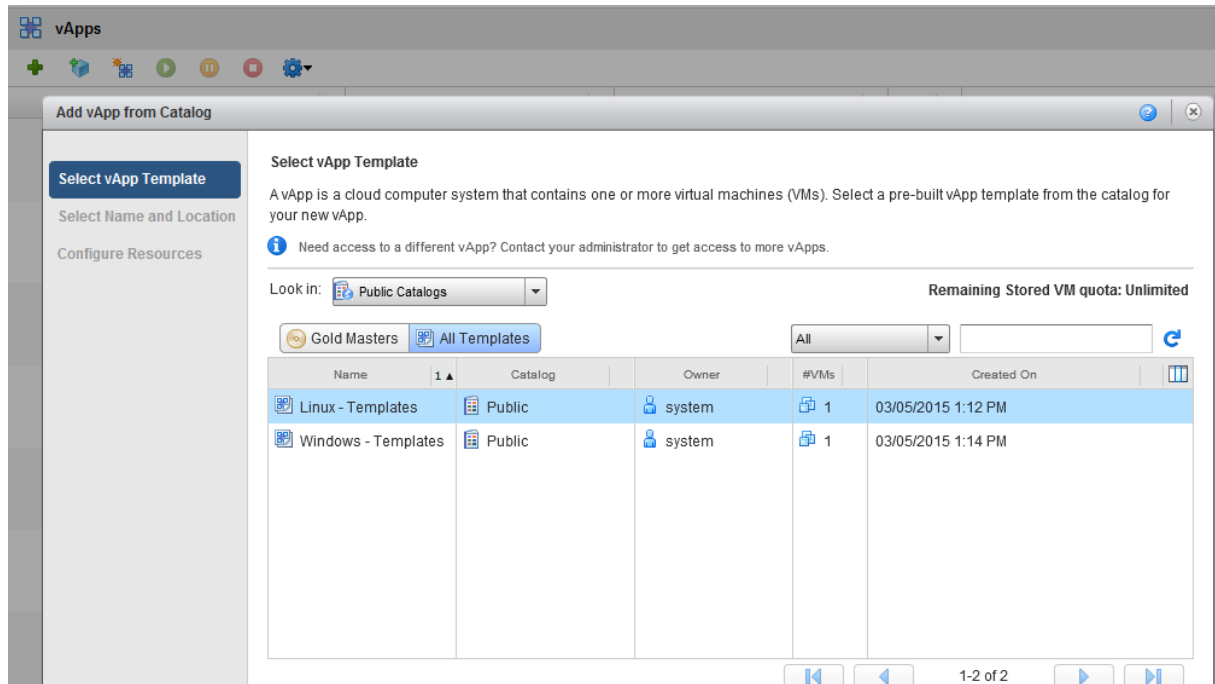 vApps
Add vApp from Catalog
Select vApp Template
Select Name and Location
Configure Resources
Select vApp Template
A vApp is a cloud computer system that contains one or more virtual machines (VMs). Select a pre-built vApp template from the catalog for
your new vApp.
Need access to a different vApp? Contact your administrator to get access to more vApps.
Look in: Public Catalogs Remaining Stored VM quota: Unlimited
Gold Masters All Templates All
Name 1 Catalog Owner #VMs Created On
Linux - Templates Public system 1 03/05/2015 1:12 PM
Windows - Templates Public system 1 03/05/2015 1:14 PM
1-2 of 2